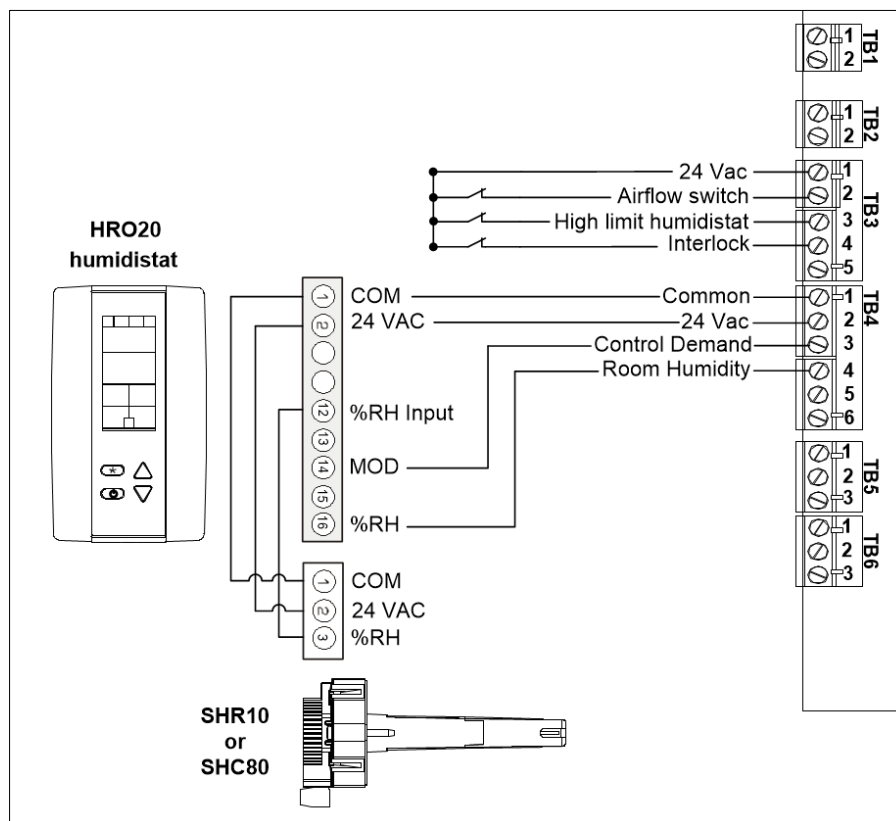 1
TB1
2
1
TB2
2
24 Vac
1
Airflow switch
2
TB3
High limit humidistat
3
Interlock
4
5
HRO20
humidistat
1
COM
Common
1
TB4
2
24 VAC
24 Vac
2
Control Demand
3
Room Humidity
4
5
12
%RH Input
6
13
14
MOD
1
TB5
15
2
16
%RH
3
1
TB6
2
3
1
COM
2
24 VAC
3
%RH
SHR10
or
SHC80